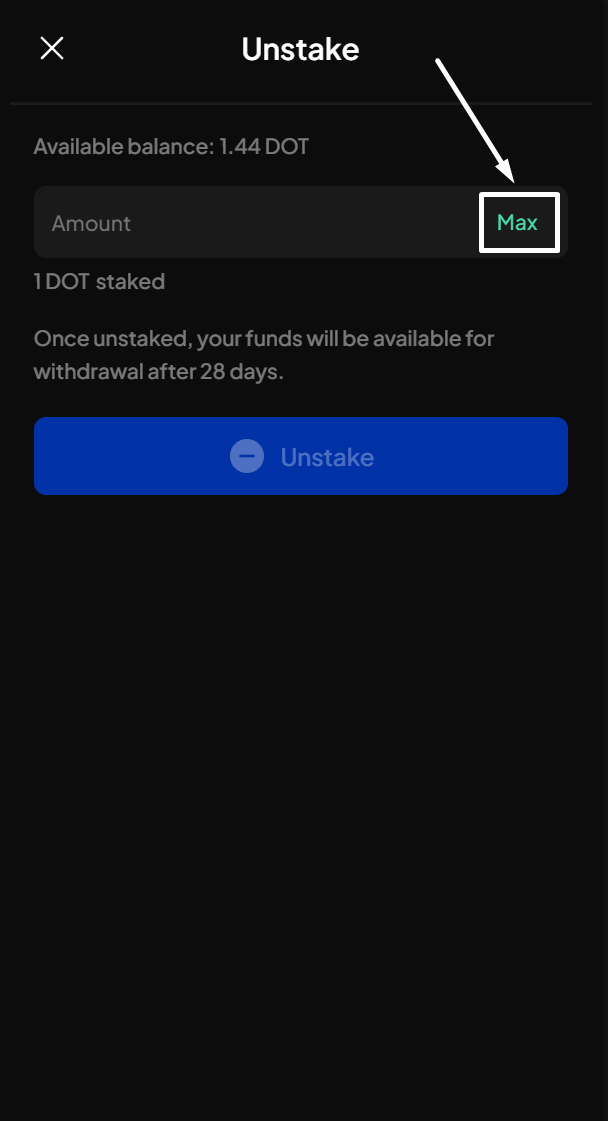 Unstake
Available balance: 1.44 DOT
Amount
Max
1 DOT staked
Once unstaked, your funds will be available for
withdrawal after 28 days.
Unstake